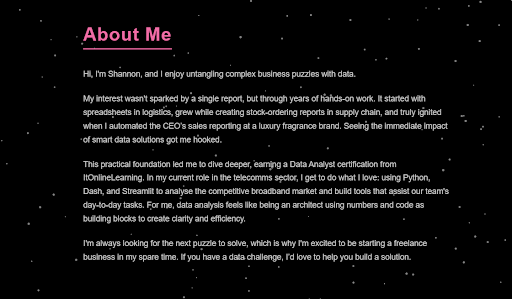 About Me
Hi, I'm Shannon, and I enjoy untangling complex business puzzles with data.
My interest wasn't sparked by a single report, but through years of hands-on work. It started with
spreadsheets in logistics, grew while creating stock-ordering reports in supply chain, and truly ignited
when I automated the CEO's sales reporting at a luxury fragrance brand. Seeing the immediate impact
of smart data solutions got me hooked.
This practical foundation led me to dive deeper, earning a Data Analyst certification from
ItOnlineLearning. In my current role in the telecomms sector, I get to do what I love: using Python,
Dash, and Streamlit to analyse the competitive broadband market and build tools that assist our team's
day-to-day tasks. For me, data analysis feels like being an architect using numbers and code as
building blocks to create clarity and efficiency.
I'm always looking for the next puzzle to solve, which is why I'm excited to be starting a freelance
business in my spare time. If you have a data challenge, I'd love to help you build a solution.